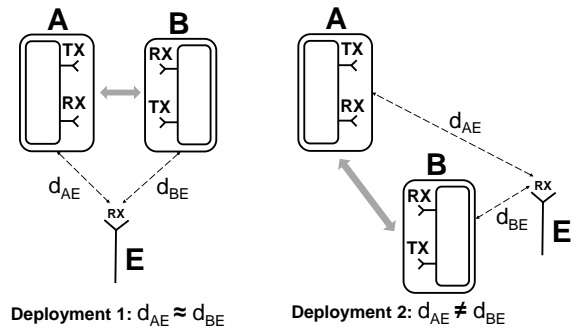 A
B
TX
RX
RX
TX
d_AE
d_BE
RX
E
Deployment 1: d_AE ≈ d_BE
A
TX
RX
d_AE
B
RX
RX
TX
d_BE
E
Deployment 2: d_AE ≠ d_BE